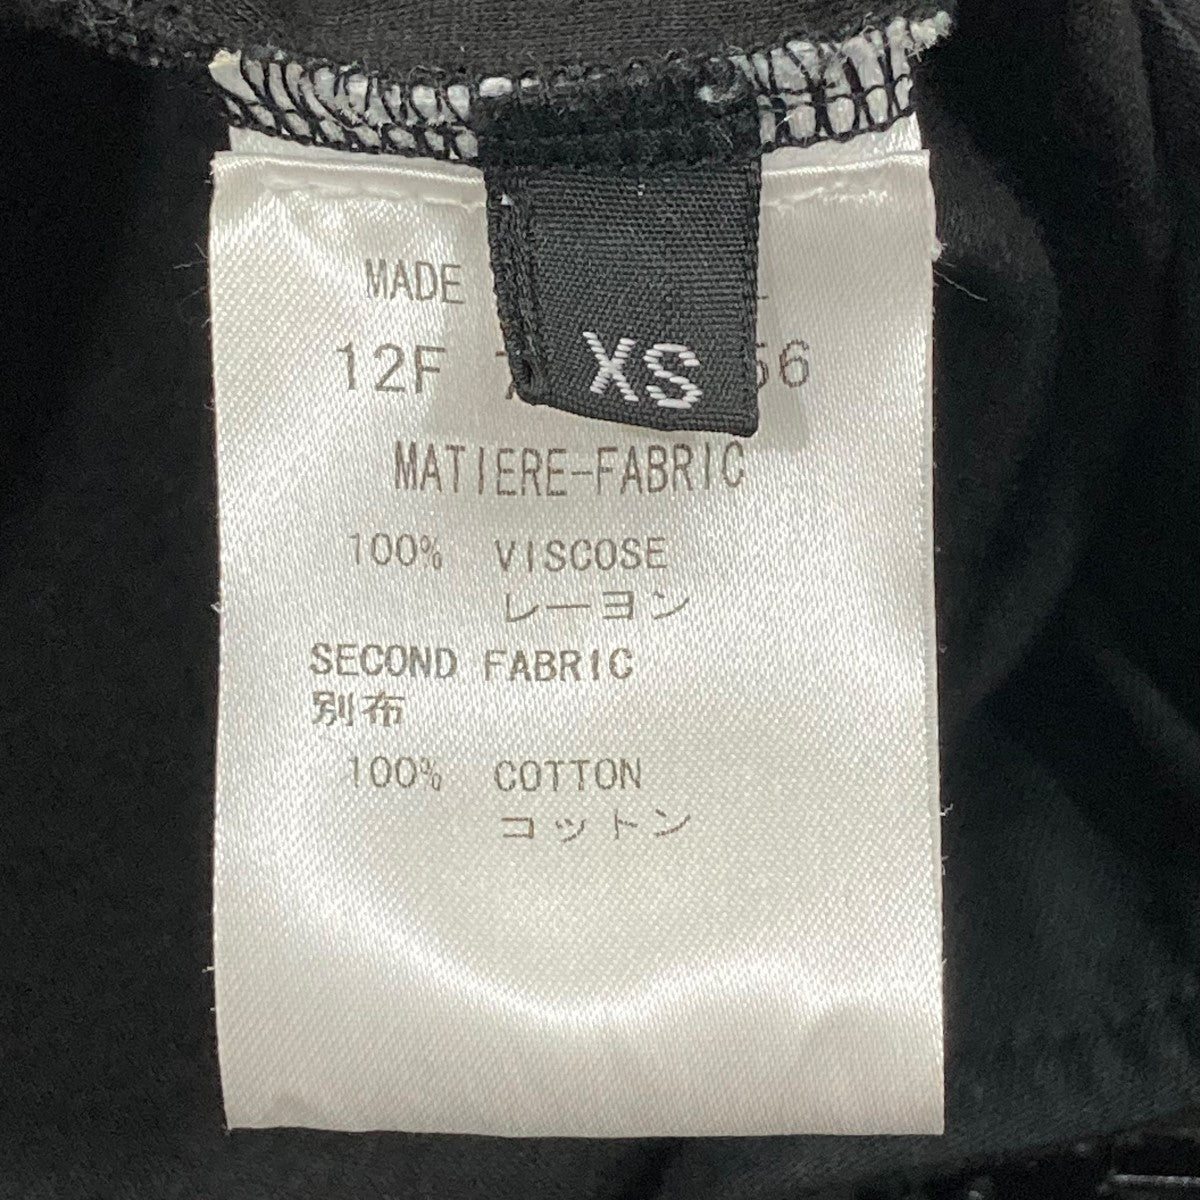 MADE
XS
12F 56
MATIERE-FABRIC
100% VISCOSE
レーヨン
SECOND FABRIC
別布
100% COTTON
コットン